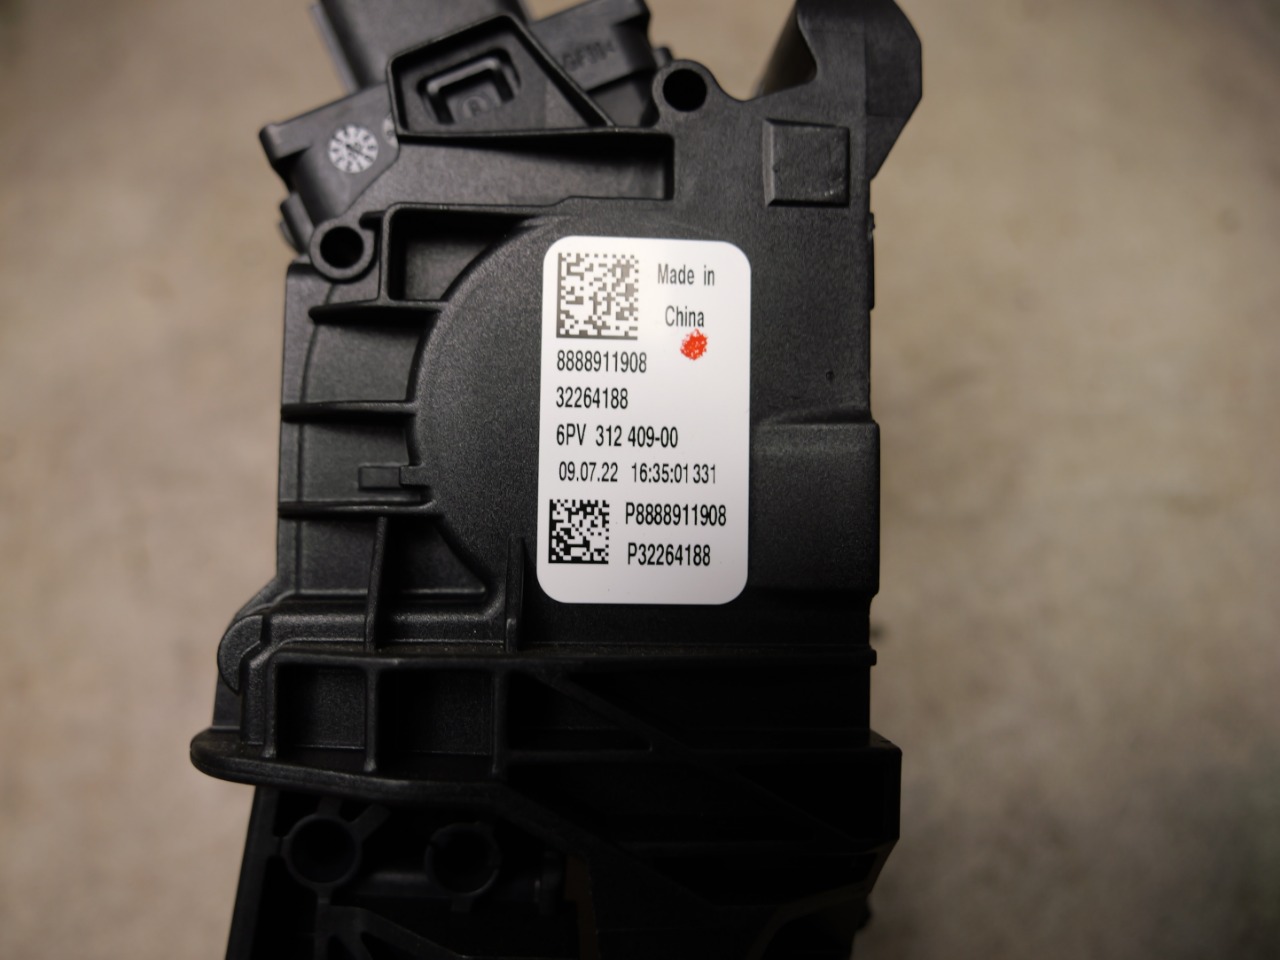 Made in
China
8888911908
32264188
6PV 312 409-00
09.07.22 16:35:01 331
P8888911908
P32264188